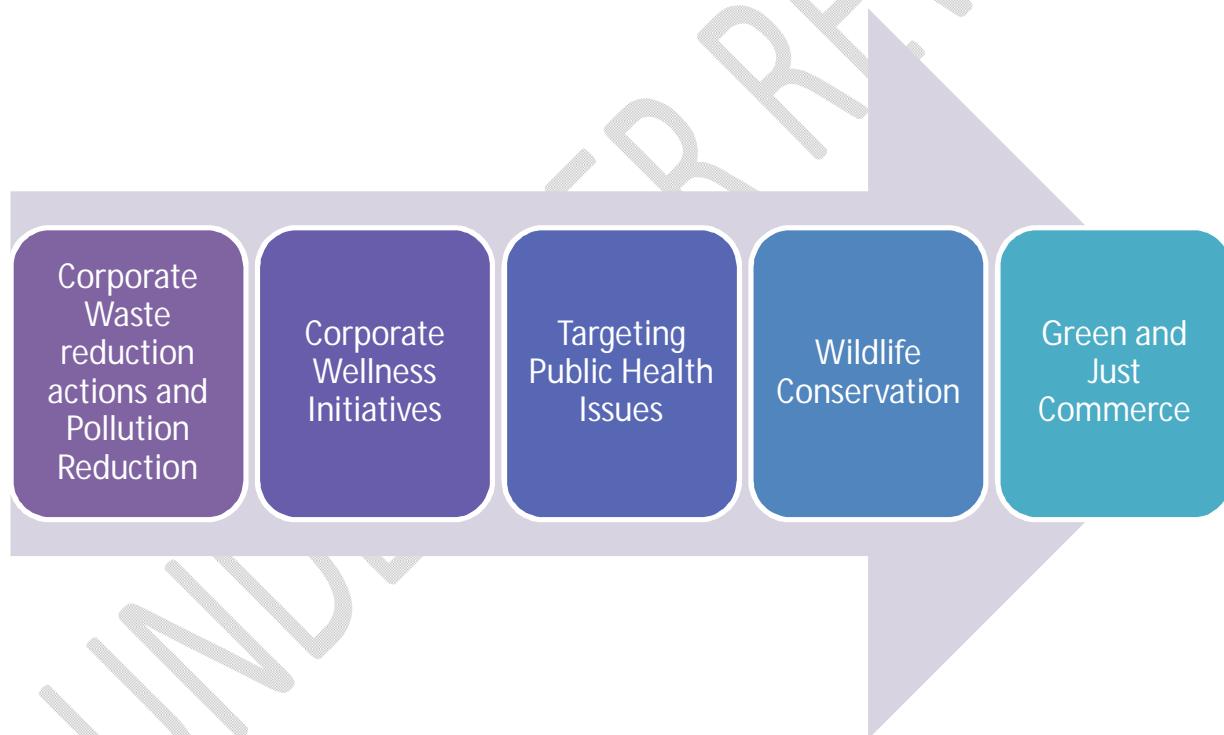 Corporate
Waste
reduction
actions and
Pollution
Reduction
Corporate
Wellness
Initiatives
Targeting
Public Health
Issues
Wildlife
Conservation
Green and
Just
Commerce